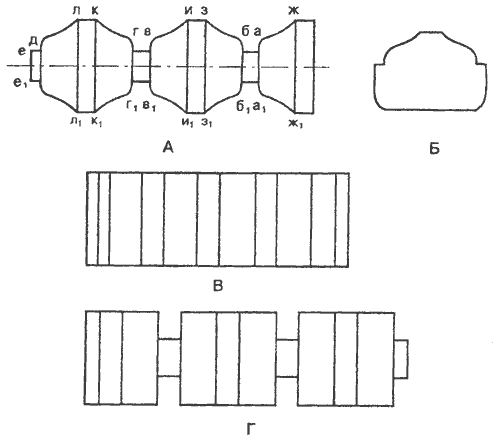 л к г в и з б а ж
д
е
е₁
л₁ к₁ г₁ в₁ и₁ з₁ б₁ а₁ ж₁
А Б
В
Г